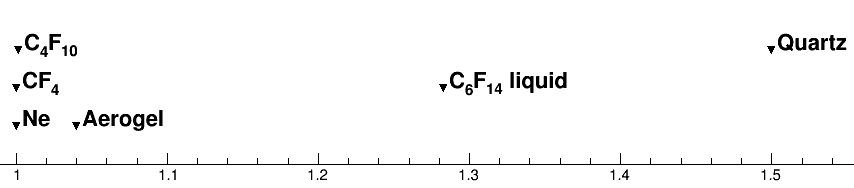 C₄F₁₀ Quartz
CF₄ C₆F₁₄ liquid
Ne Aerogel
1 1.1 1.2 1.3 1.4 1.5